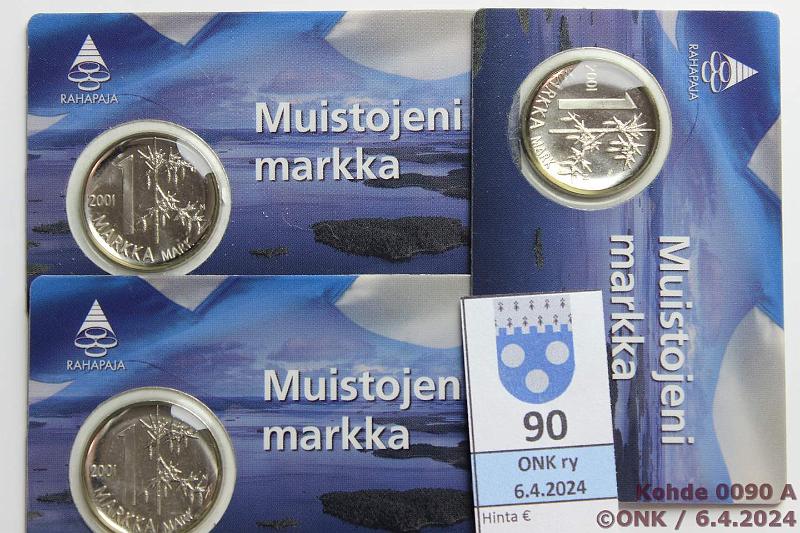 RAHAPAJA
Muistojeni
markka
2001
1
MARKKA MARK
RAHAPAJA
Muistojeni
markka
2001
1
MARKKA MARK
RAHAPAJA
Muistojeni
markka
2001
1
MARKKA MARK
90
ONK ry
6.4.2024
Hinta €
Kohde 0090 A
©ONK / 6.4.2024